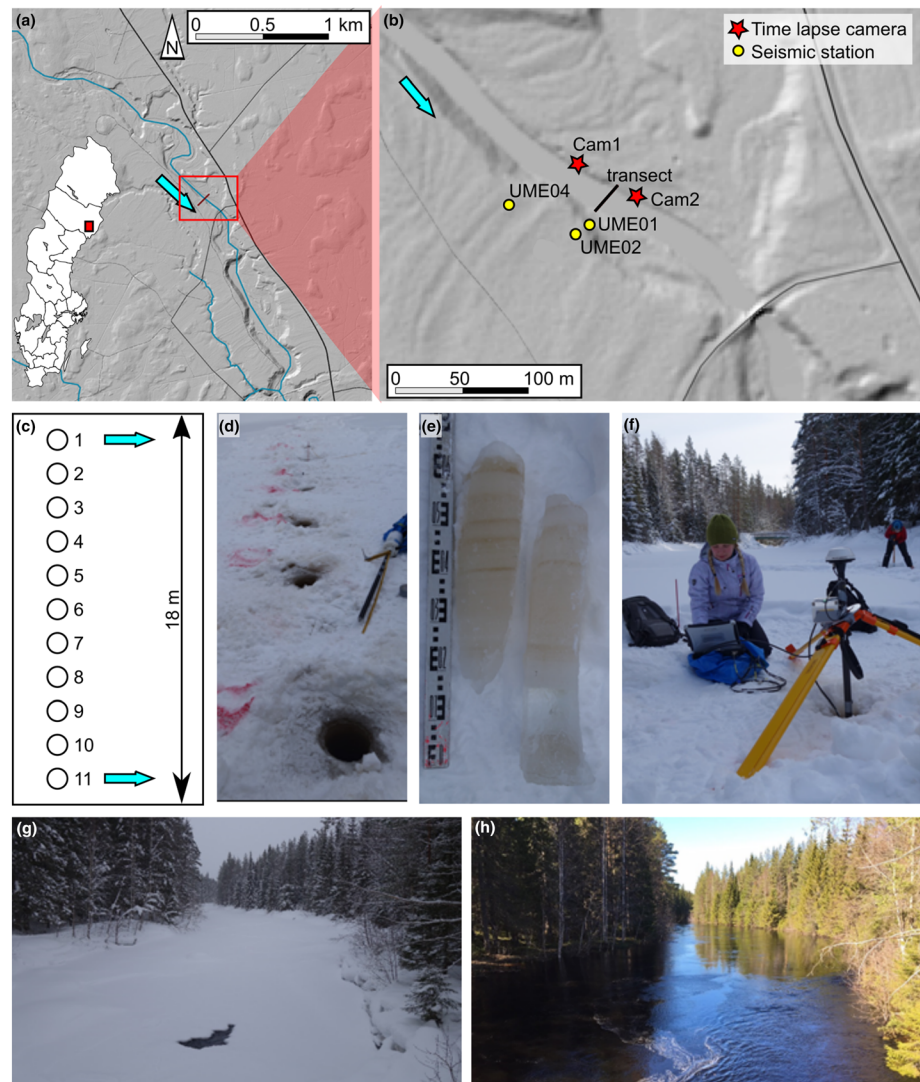 (a)
0 0.5 1 km
N
(b)
Time lapse camera
Seismic station
Cam1
transect
UME04
Cam2
UME01
UME02
0 50 100 m
(c)
1
2
3
4
5
6
7
8
9
10
11
18 m
(d)
(e)
(f)
(g)
(h)